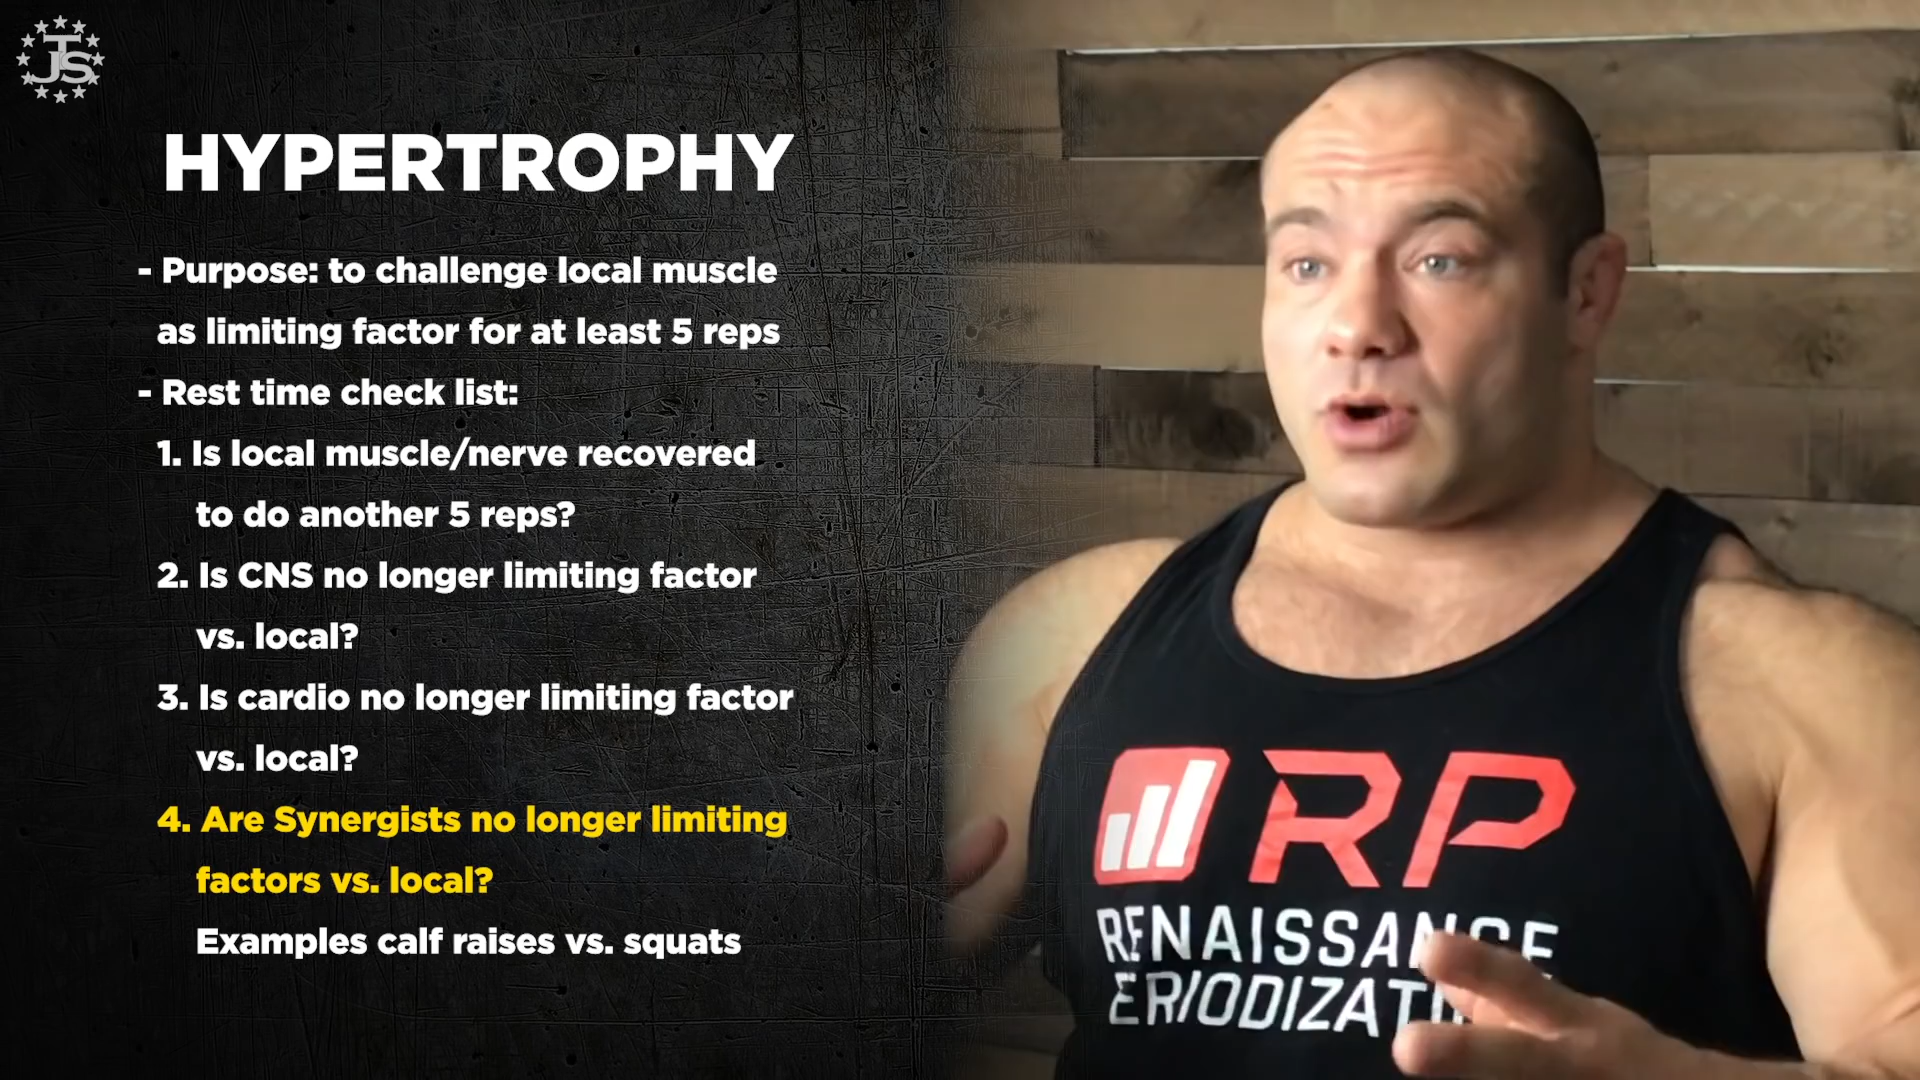 JTS
HYPERTROPHY
- Purpose: to challenge local muscle
as limiting factor for at least 5 reps
- Rest time check list:
1. Is local muscle/nerve recovered
to do another 5 reps?
2. Is CNS no longer limiting factor
vs. local?
3. Is cardio no longer limiting factor
vs. local?
4. Are Synergists no longer limiting
factors vs. local?
Examples calf raises vs. squats
RP
RENAISSANCE
ERIODIZATI